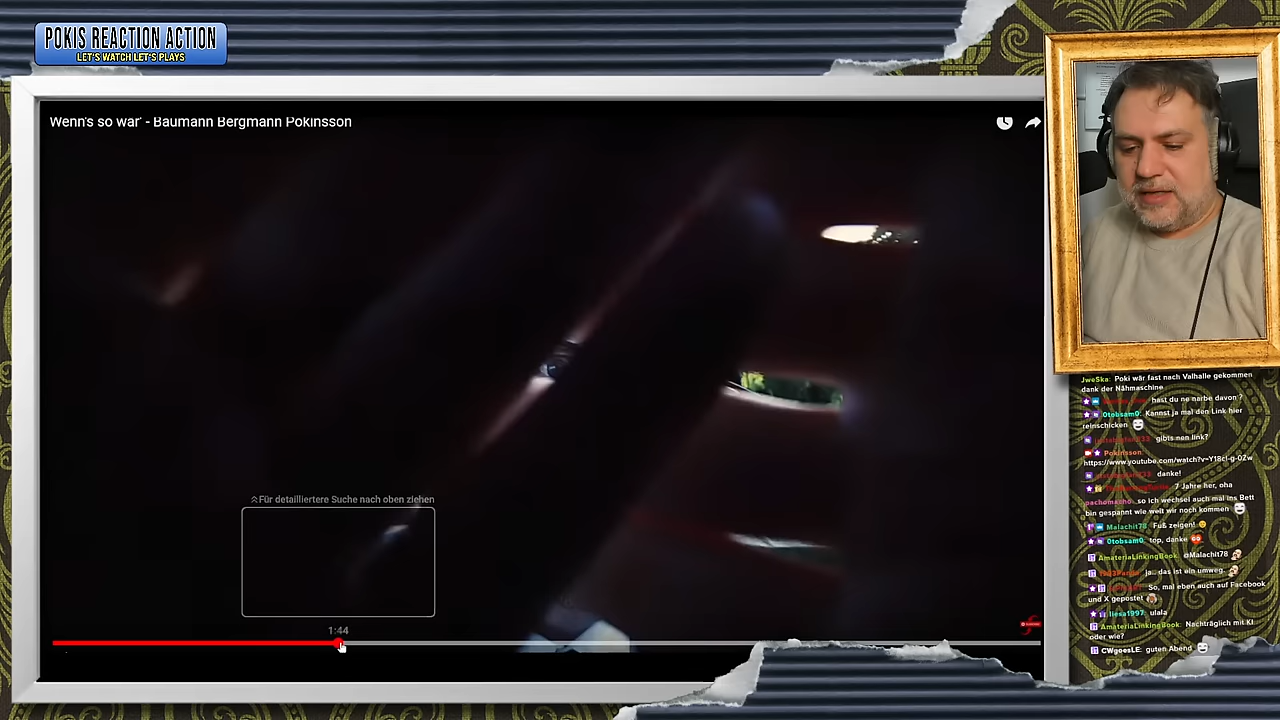 POKIS REACTION ACTION
LET'S WATCH LET'S PLAYS
Wenn's so war' - Baumann Bergmann Pokinsson
Für detailliertere Suche nach oben ziehen
1:44
JweSka: Poki wär fast nach Valhalle gekommen
dank der Nähmaschine
hast du ne narbe davon ?
0tobsam0: Kannst ja mal den Link hier
reinschicken
gibts nen link?
Pokinsson:
https://www.youtube.com/watch?v=Y18cl-g-0Zw
danke!
7 Jahre her, oha
pachomacho: so ich wechsel auch mal ins Bett
bin gespannt wie weit wir noch kommen
Malachit78: Fuß zeigen!
0tobsam0: top, danke
AmateriaLinkingBook: @Malachit78
ja.. das ist ein umweg.
So, mal eben auch auf Facebook
und X gepostet
liesa1997: ulala
AmateriaLinkingBook: Nachträglich mit KI
oder wie?
CWgoesLE: guten Abend